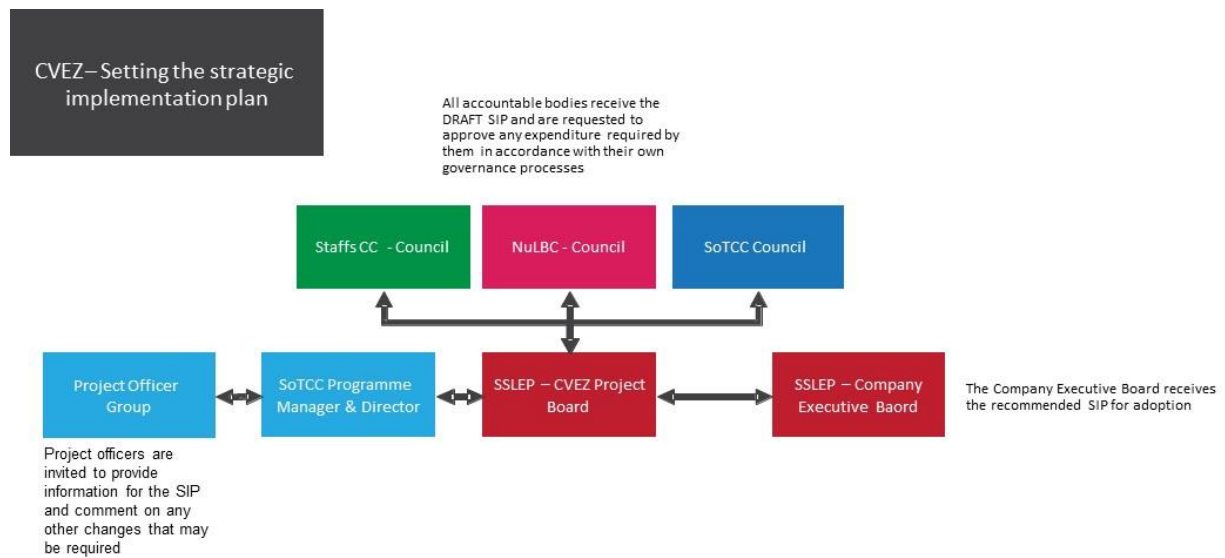 CVEZ– Setting the strategic
implementation plan
All accountable bodies receive the
DRAFT SIP and are requested to
approve any expenditure required by
them in accordance with their own
governance processes
Staffs CC - Council
NuLBC - Council
SoTCC Council
Project Officer
Group
SoTCC Programme
Manager & Director
SSLEP – CVEZ Project
Board
SSLEP – Company
Executive Baord
The Company Executive Board receives
the recommended SIP for adoption
Project officers are
invited to provide
information for the SIP
and comment on any
other changes that may
be required